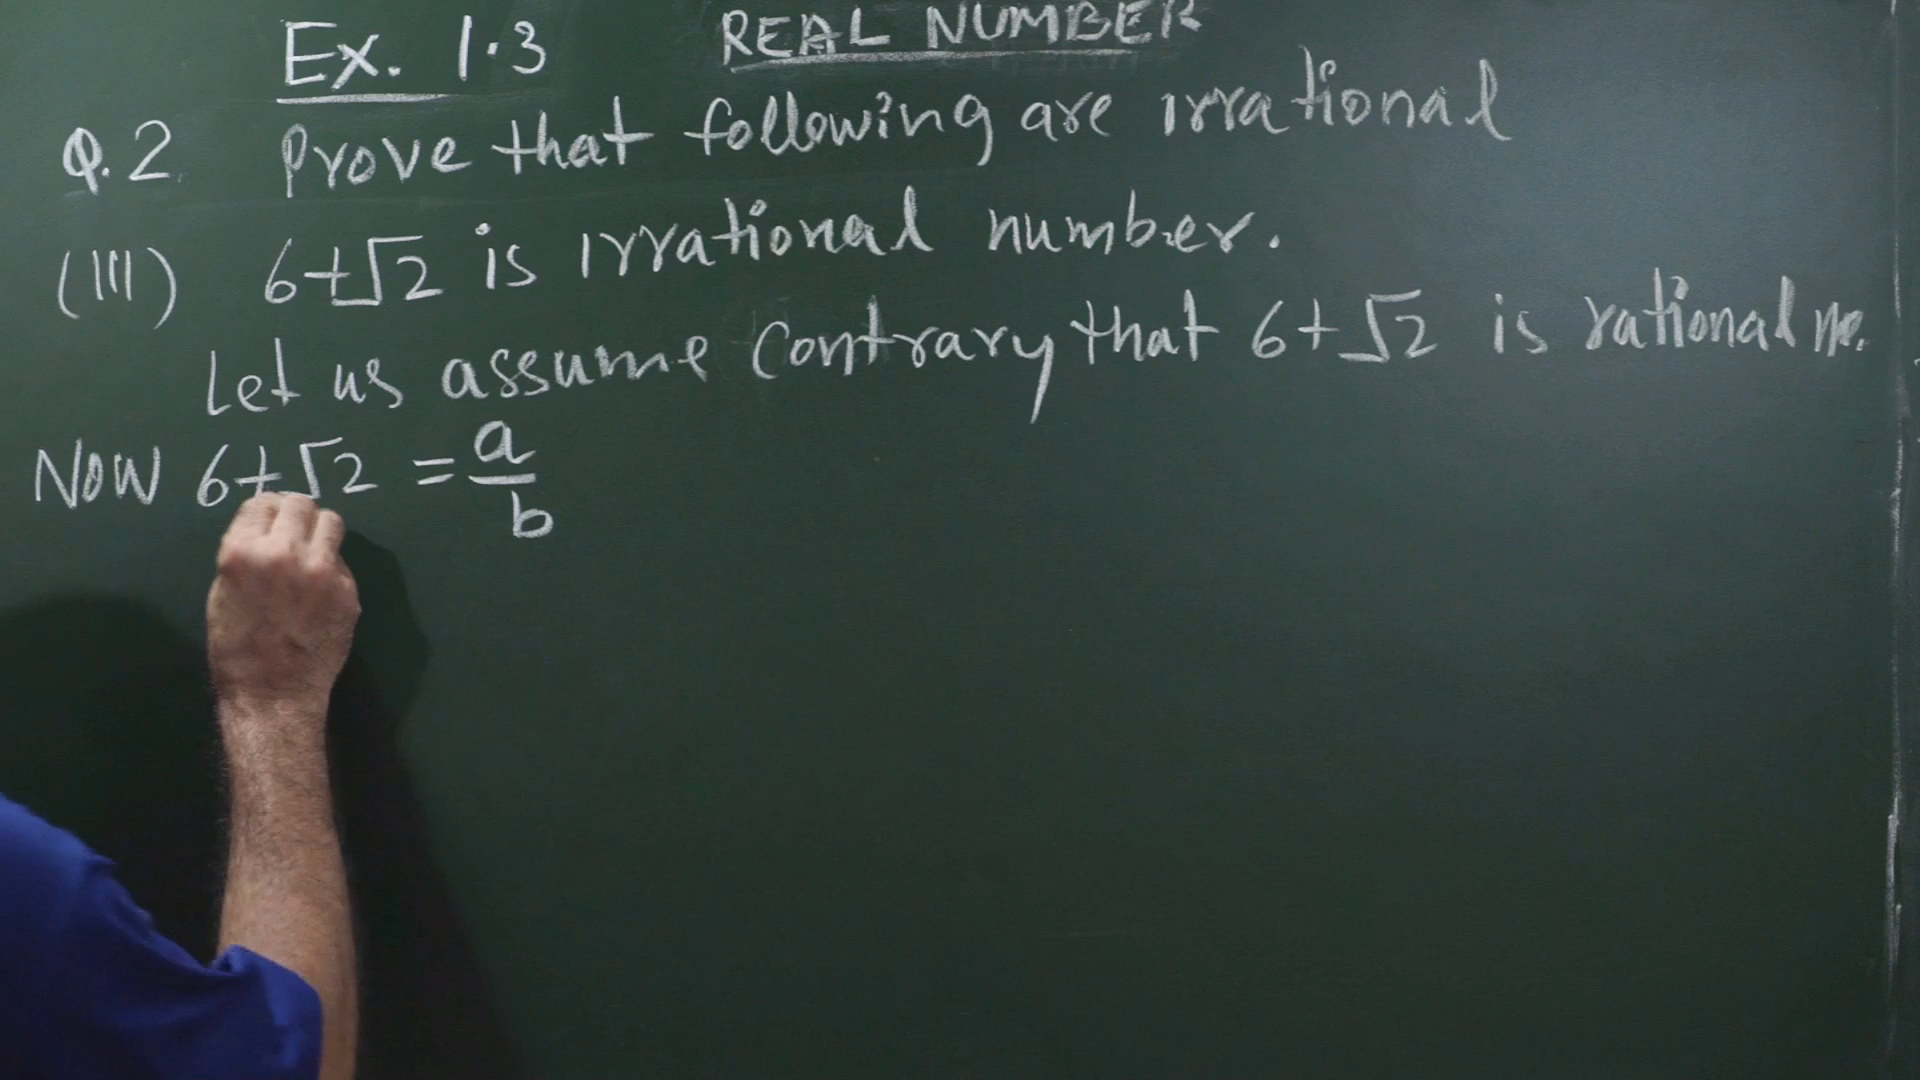 Ex. 1.3 REAL NUMBER
Q.2 Prove that following are irrational
(III) 6+√2 is irrational number.
Let us assume contrary that 6+√2 is rational no.
Now 6+√2 = a/b